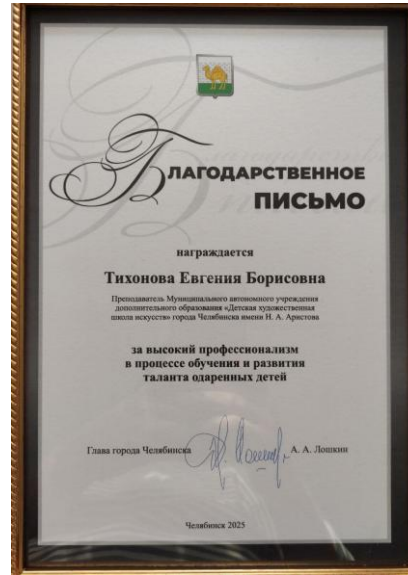 БЛАГОДАРСТВЕННОЕ
ПИСЬМО
награждается
Тихонова Евгения Борисовна
Преподаватель Муниципального автономного учреждения
дополнительного образования «Детская художественная
школа искусств» города Челябинска имени Н. А. Аристова
за высокий профессионализм
в процессе обучения и развития
таланта одаренных детей
Глава города Челябинска
А. А. Лошкин
Челябинск 2025